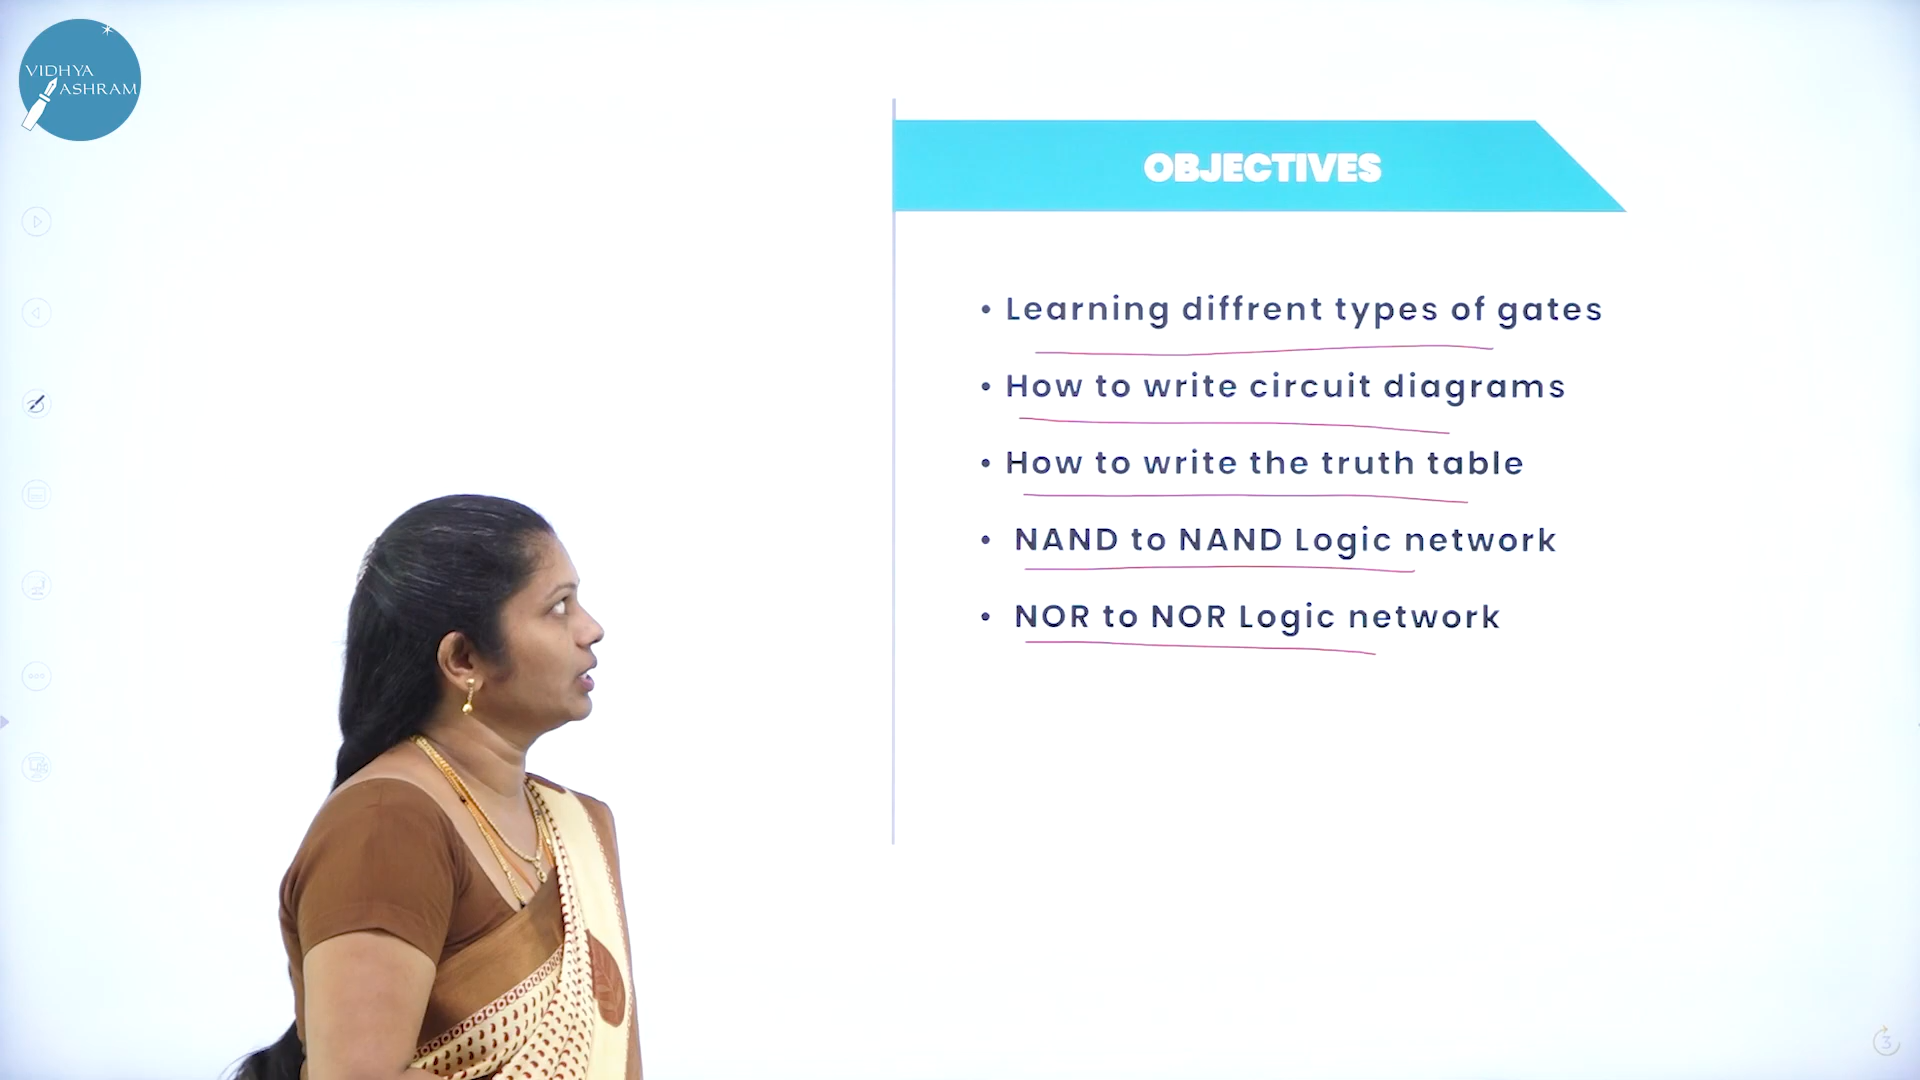 VIDHYA
ASHRAM
OBJECTIVES
• Learning diffrent types of gates
• How to write circuit diagrams
• How to write the truth table
• NAND to NAND Logic network
• NOR to NOR Logic network
3